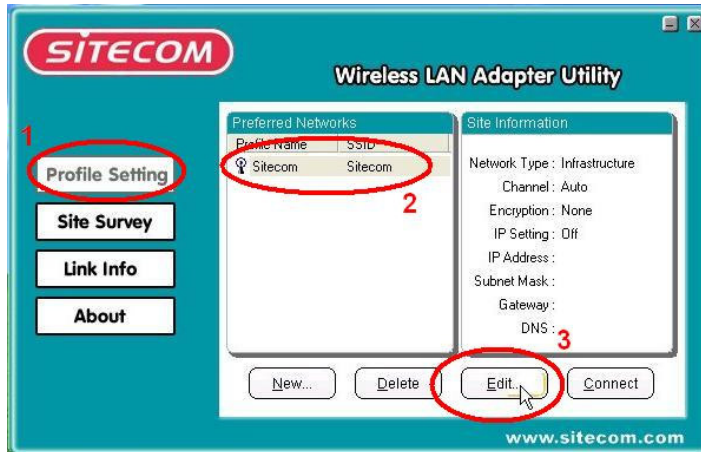 SITECOM
Wireless LAN Adapter Utility
1
Profile Setting
Site Survey
Link Info
About
Preferred Networks
Profile Name SSID
Sitecom Sitecom
2
Site Information
Network Type : Infrastructure
Channel : Auto
Encryption : None
IP Setting : Off
IP Address :
Subnet Mask :
Gateway :
DNS :
3
New... Delete Edit... Connect
www.sitecom.com